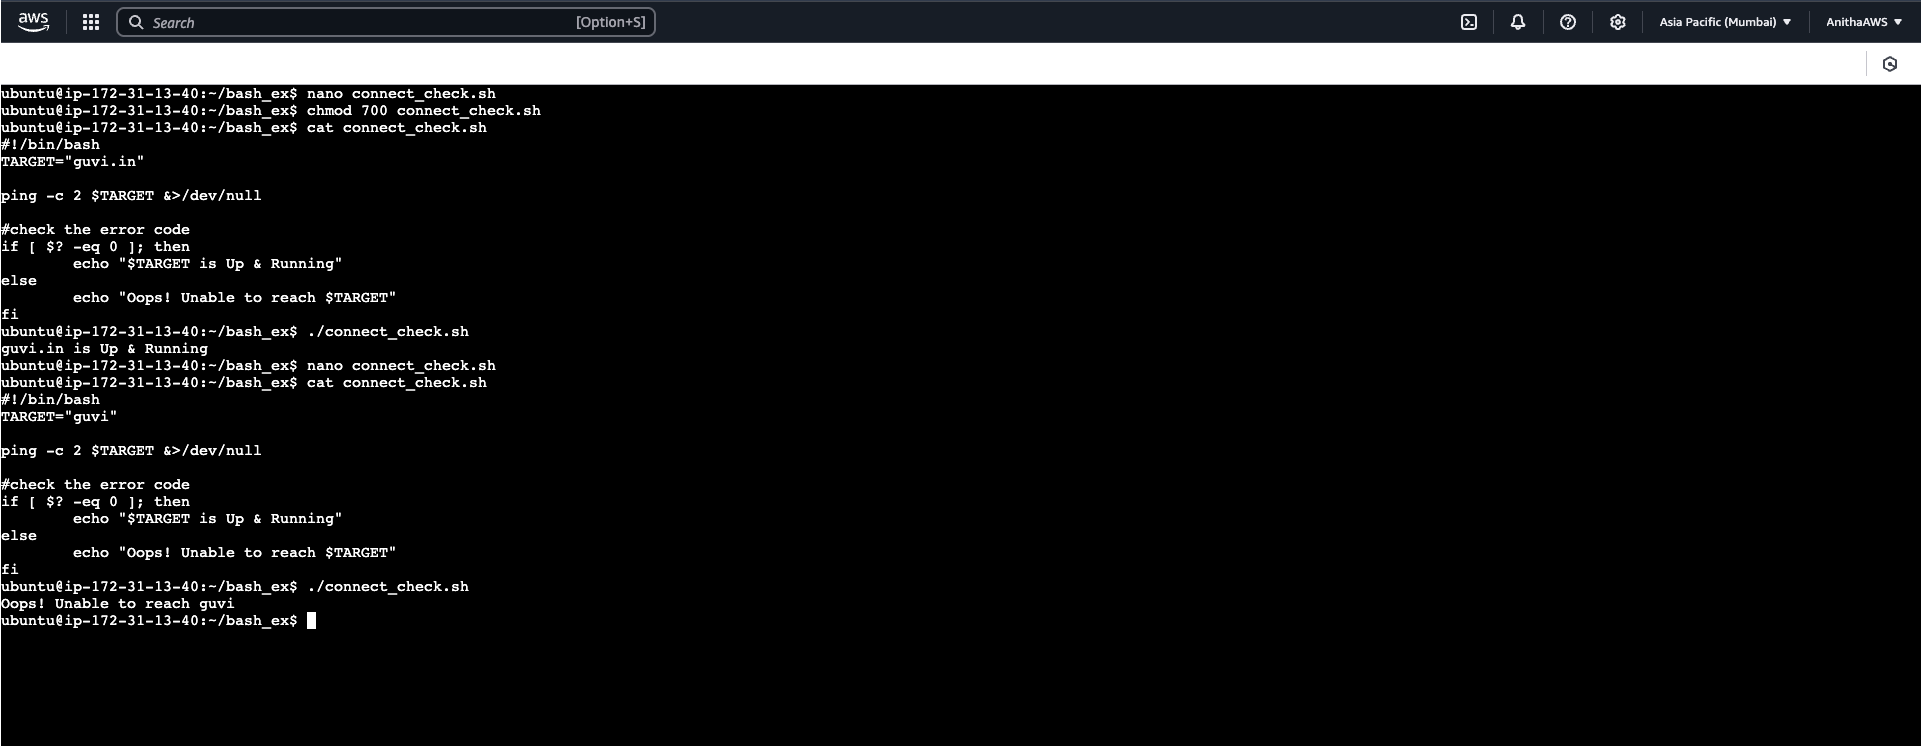 aws
Search [Option+S]
Asia Pacific (Mumbai)
AnithaAWS
ubuntu@ip-172-31-13-40:~/bash_ex$ nano connect_check.sh
ubuntu@ip-172-31-13-40:~/bash_ex$ chmod 700 connect_check.sh
ubuntu@ip-172-31-13-40:~/bash_ex$ cat connect_check.sh
#!/bin/bash
TARGET="guvi.in"
ping -c 2 $TARGET &>/dev/null
#check the error code
if [ $? -eq 0 ]; then
echo "$TARGET is Up & Running"
else
echo "Oops! Unable to reach $TARGET"
fi
ubuntu@ip-172-31-13-40:~/bash_ex$ ./connect_check.sh
guvi.in is Up & Running
ubuntu@ip-172-31-13-40:~/bash_ex$ nano connect_check.sh
ubuntu@ip-172-31-13-40:~/bash_ex$ cat connect_check.sh
#!/bin/bash
TARGET="guvi"
ping -c 2 $TARGET &>/dev/null
#check the error code
if [ $? -eq 0 ]; then
echo "$TARGET is Up & Running"
else
echo "Oops! Unable to reach $TARGET"
fi
ubuntu@ip-172-31-13-40:~/bash_ex$ ./connect_check.sh
Oops! Unable to reach guvi
ubuntu@ip-172-31-13-40:~/bash_ex$